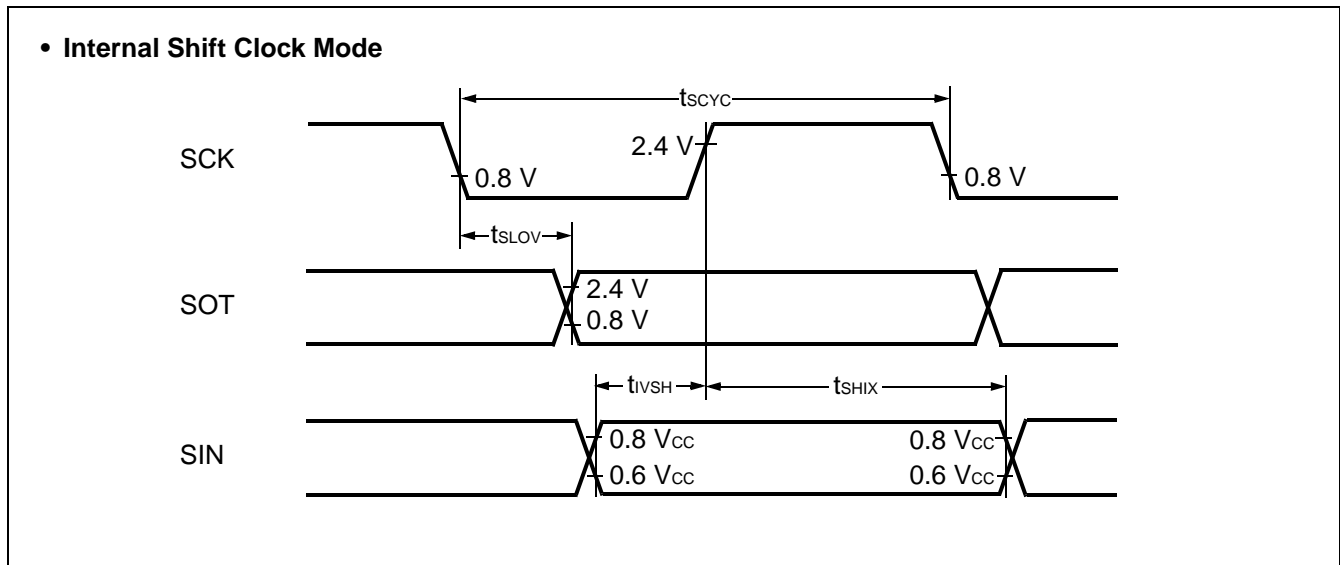 • Internal Shift Clock Mode
tSCYC
SCK
2.4 V
0.8 V
0.8 V
tSLOV
SOT
2.4 V
0.8 V
tIVSH
tSHIX
SIN
0.8 VCC
0.8 VCC
0.6 VCC
0.6 VCC